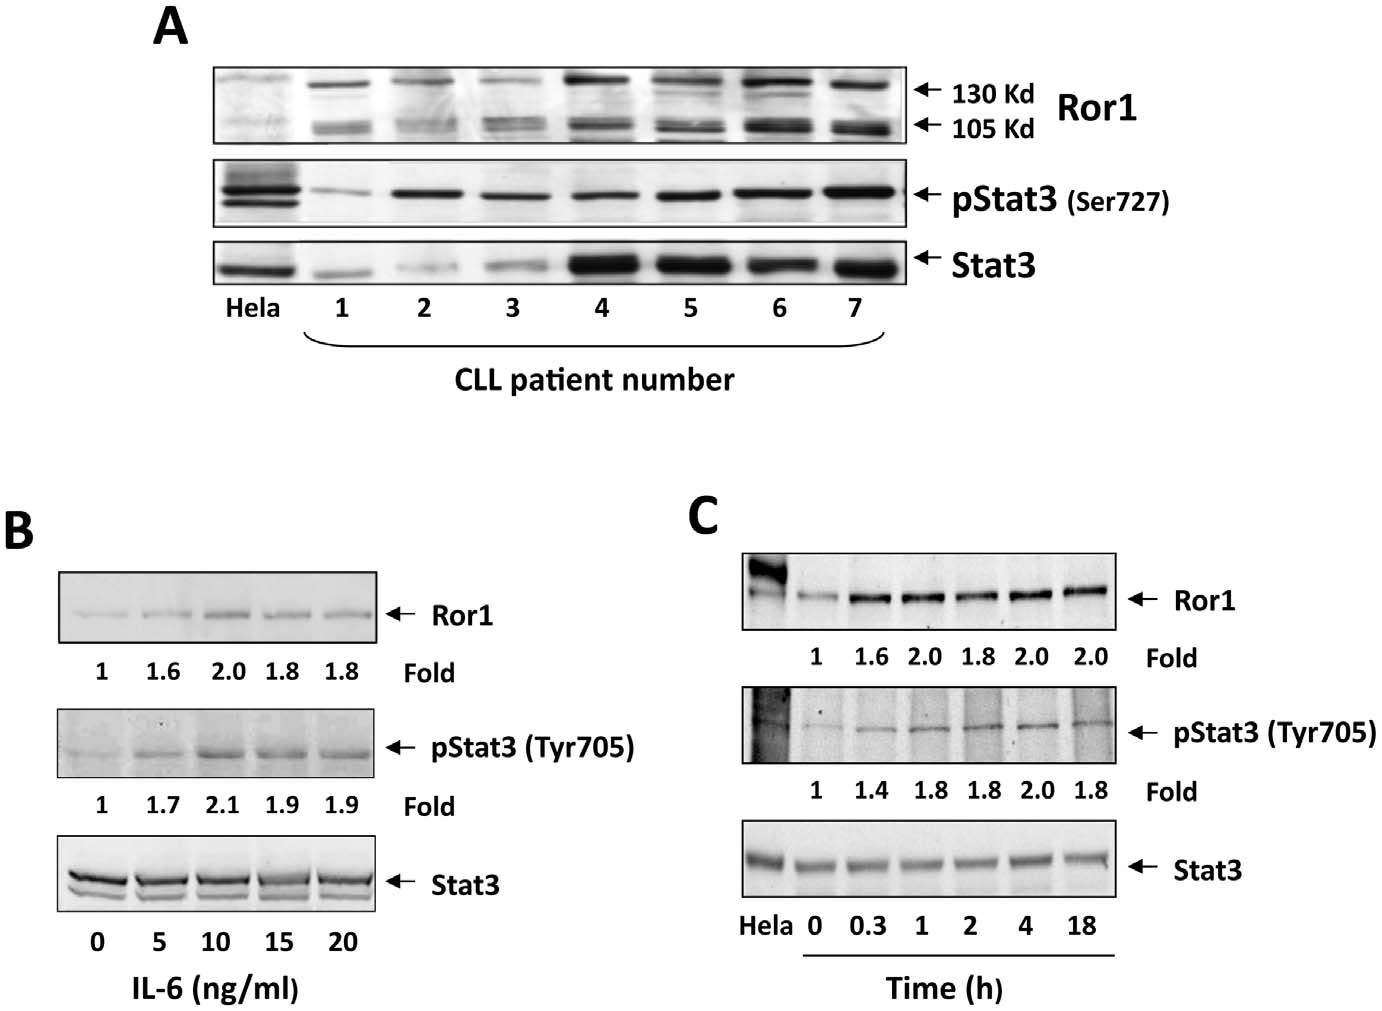 A
130 Kd
105 Kd
Ror1
pStat3 (Ser727)
Stat3
Hela 1 2 3 4 5 6 7
CLL patient number
B
Ror1
1 1.6 2.0 1.8 1.8 Fold
pStat3 (Tyr705)
1 1.7 2.1 1.9 1.9 Fold
Stat3
0 5 10 15 20
IL-6 (ng/ml)
C
Ror1
1 1.6 2.0 1.8 2.0 2.0 Fold
pStat3 (Tyr705)
1 1.4 1.8 1.8 2.0 1.8 Fold
Stat3
Hela 0 0.3 1 2 4 18
Time (h)